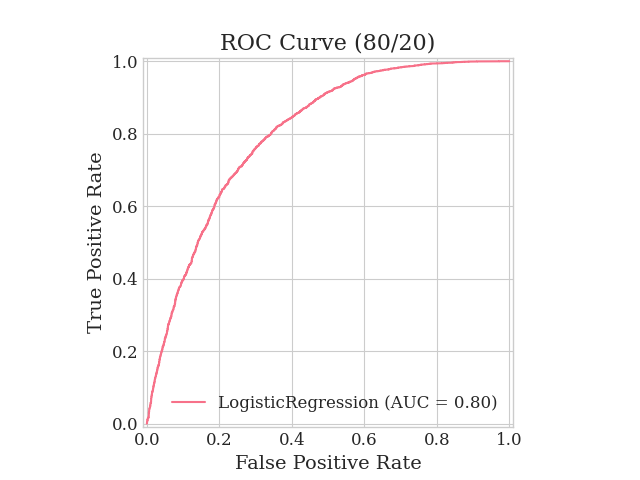 ROC Curve (80/20)
1.0
0.8
0.6
0.4
0.2
0.0
True Positive Rate
LogisticRegression (AUC = 0.80)
0.0 0.2 0.4 0.6 0.8 1.0
False Positive Rate